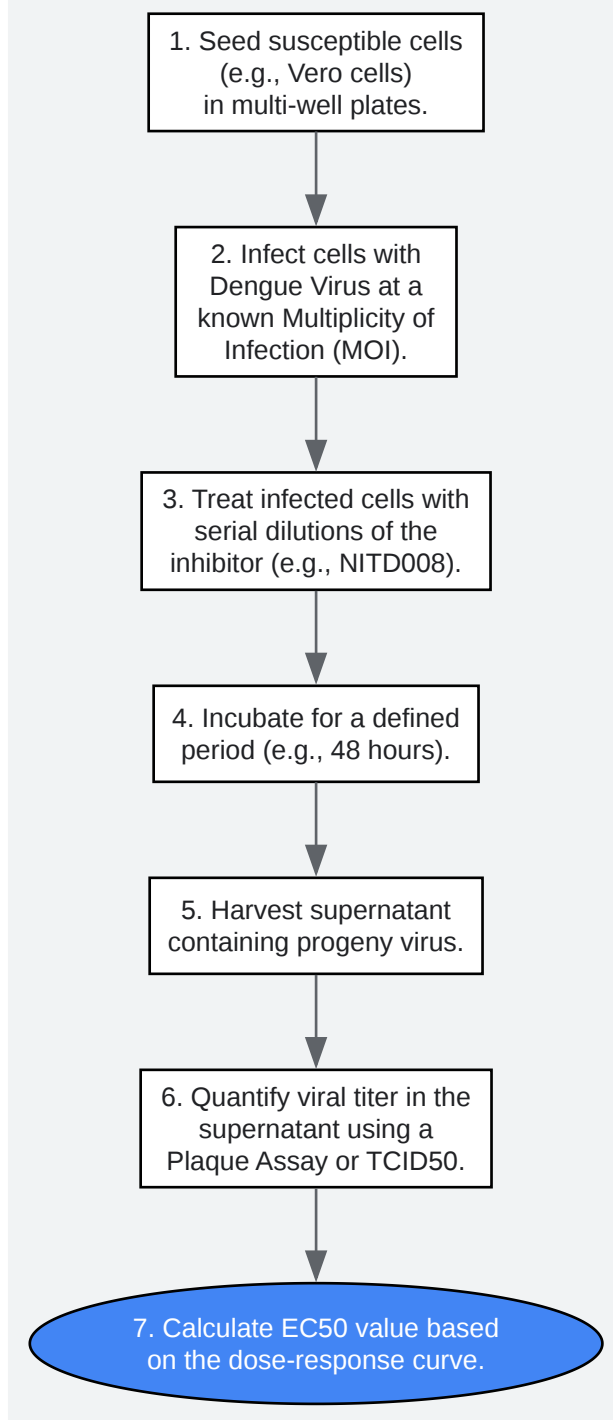 1. Seed susceptible cells
(e.g., Vero cells)
in multi-well plates.
2. Infect cells with
Dengue Virus at a
known Multiplicity of
Infection (MOI).
3. Treat infected cells with
serial dilutions of the
inhibitor (e.g., NITD008).
4. Incubate for a defined
period (e.g., 48 hours).
5. Harvest supernatant
containing progeny virus.
6. Quantify viral titer in the
supernatant using a
Plaque Assay or TCID50.
7. Calculate EC50 value based
on the dose-response curve.